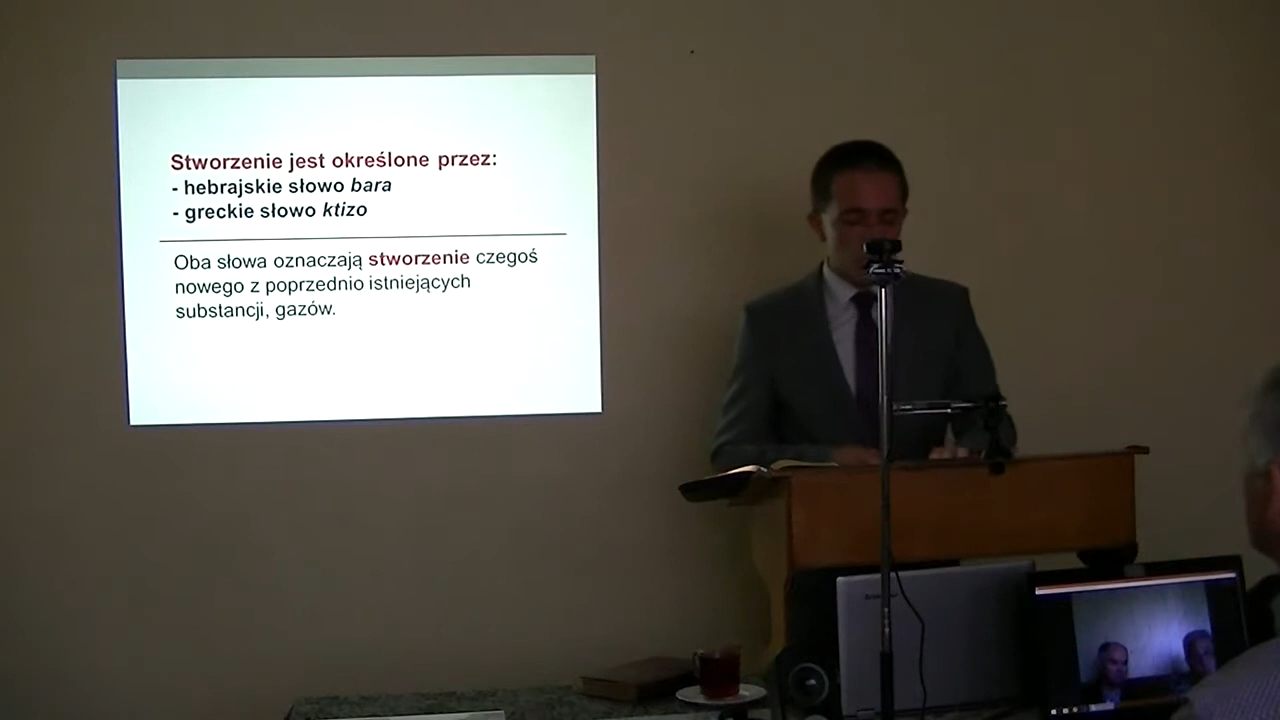 Stworzenie jest określone przez:
- hebrajskie słowo bara
- greckie słowo ktizo
Oba słowa oznaczają stworzenie czegoś
nowego z poprzednio istniejących
substancji, gazów.